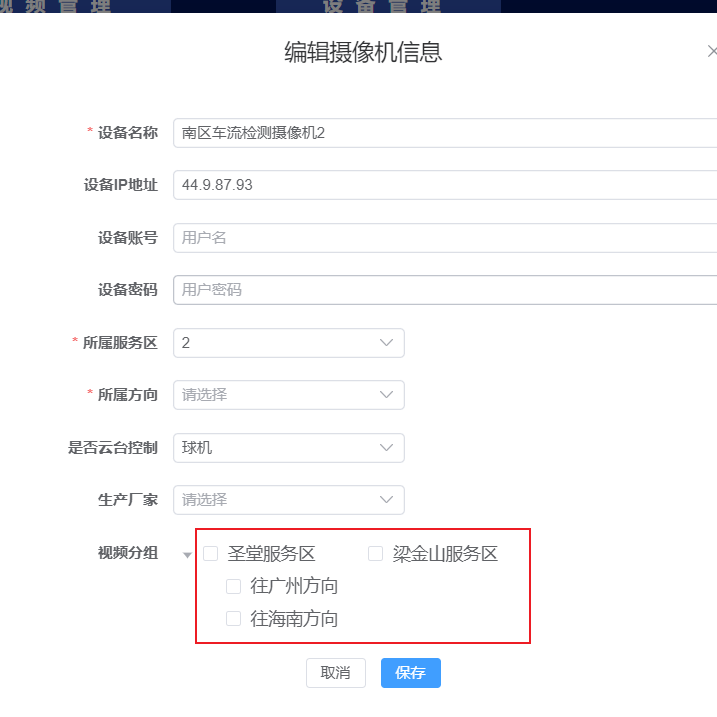 视频管理 设备管理
编辑摄像机信息
* 设备名称 南区车流检测摄像机2
设备IP地址 44.9.87.93
设备账号 用户名
设备密码 用户密码
* 所属服务区 2
* 所属方向 请选择
是否云台控制 球机
生产厂家 请选择
视频分组 圣堂服务区 梁金山服务区
往广州方向
往海南方向
取消 保存